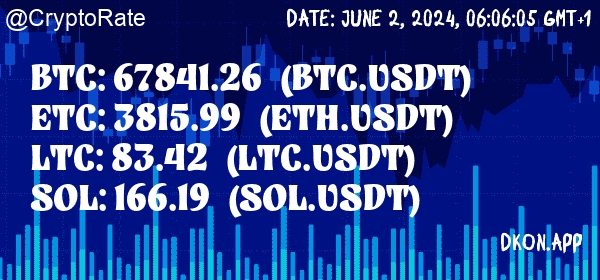 @CryptoRate
DATE: JUNE 2, 2024, 06:06:05 GMT+1
BTC: 67841.26 (BTC.USDT)
ETC: 3815.99 (ETH.USDT)
LTC: 83.42 (LTC.USDT)
SOL: 166.19 (SOL.USDT)
DKON.APP